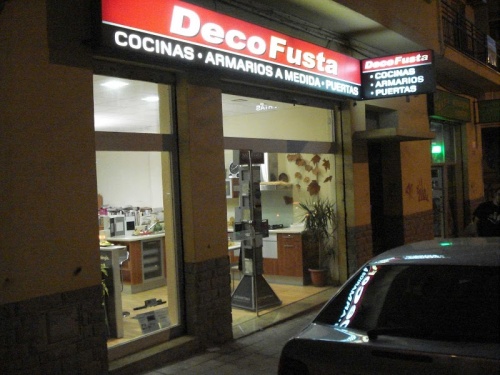 DecoFusta
COCINAS • ARMARIOS A MEDIDA • PUERTAS
DecoFusta
• COCINAS
• ARMARIOS
• PUERTAS